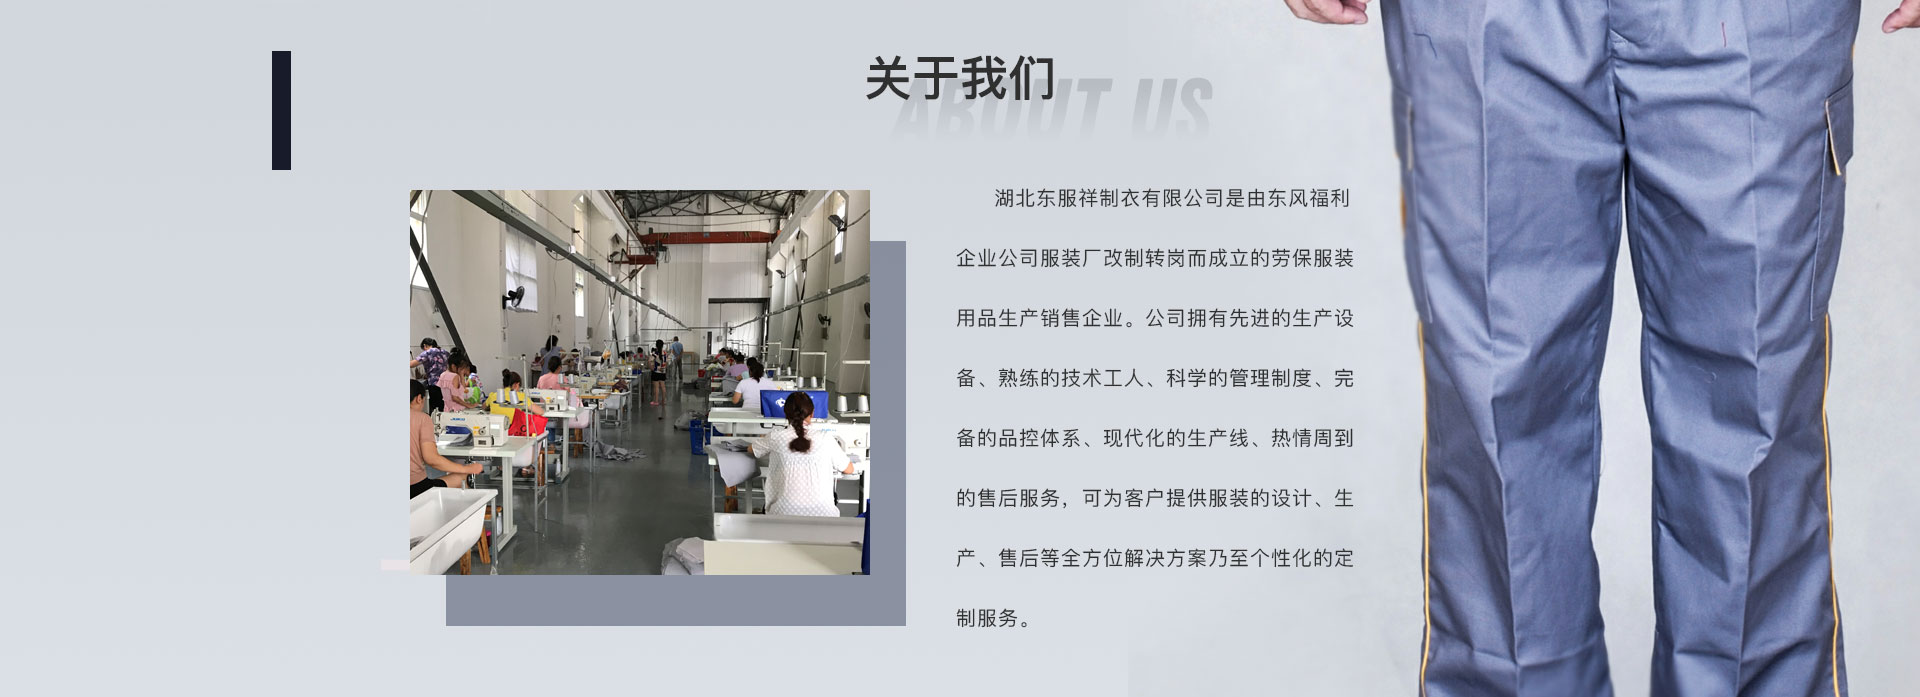 关于我们
ABOUT US
湖北东服祥制衣有限公司是由东风福利
企业公司服装厂改制转岗而成立的劳保服装
用品生产销售企业。公司拥有先进的生产设
备、熟练的技术工人、科学的管理制度、完
备的品控体系、现代化的生产线、热情周到
的售后服务，可为客户提供服装的设计、生
产、售后等全方位解决方案乃至个性化的定
制服务。